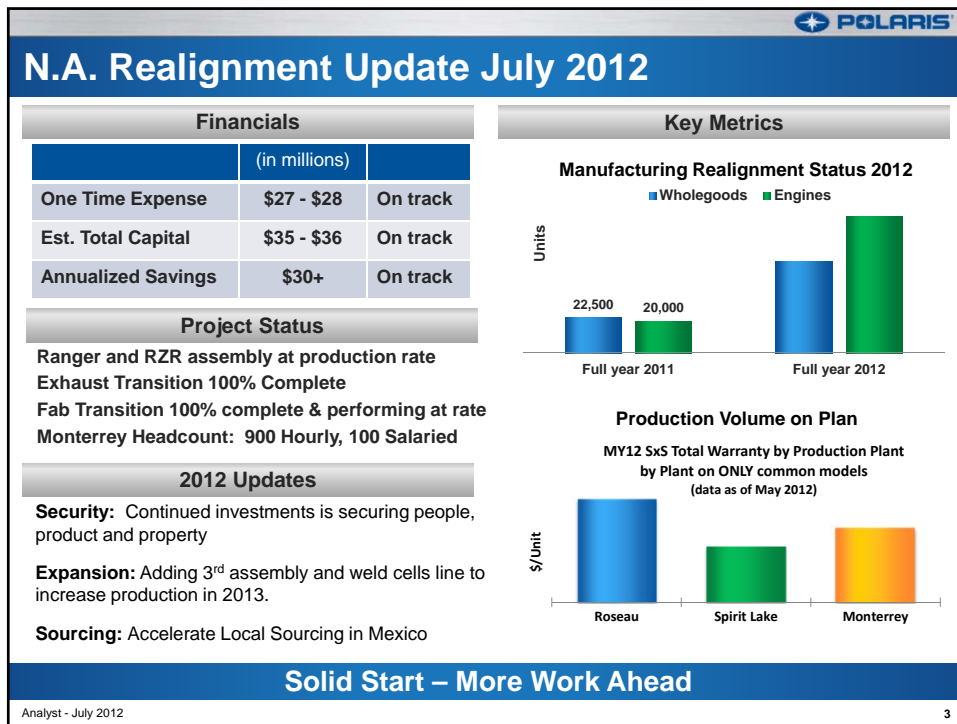 POLARIS
N.A. Realignment Update July 2012
Financials
(in millions)
One Time Expense $27 - $28 On track
Est. Total Capital $35 - $36 On track
Annualized Savings $30+ On track
Project Status
Ranger and RZR assembly at production rate
Exhaust Transition 100% Complete
Fab Transition 100% complete & performing at rate
Monterrey Headcount: 900 Hourly, 100 Salaried
2012 Updates
Security: Continued investments is securing people,
product and property
Expansion: Adding 3rd assembly and weld cells line to
increase production in 2013.
Sourcing: Accelerate Local Sourcing in Mexico
Key Metrics
Manufacturing Realignment Status 2012
Wholegoods Engines
Units
22,500 20,000
Full year 2011 Full year 2012
Production Volume on Plan
MY12 SxS Total Warranty by Production Plant
by Plant on ONLY common models
(data as of May 2012)
$/Unit
Roseau Spirit Lake Monterrey
Solid Start – More Work Ahead
Analyst - July 2012 3